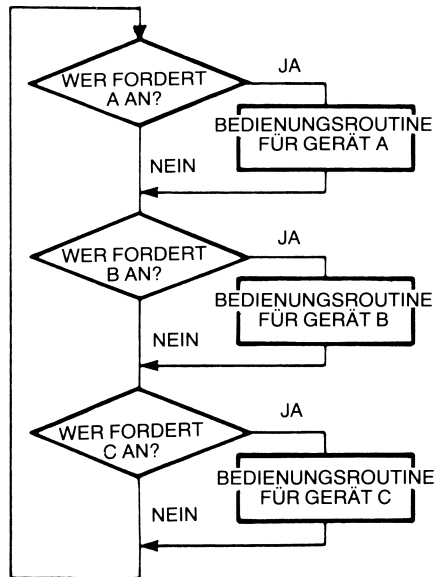 WER FORDERT
A AN?
JA
BEDIENUNGSROUTINE
FÜR GERÄT A
NEIN
WER FORDERT
B AN?
JA
BEDIENUNGSROUTINE
FÜR GERÄT B
NEIN
WER FORDERT
C AN?
JA
BEDIENUNGSROUTINE
FÜR GERÄT C
NEIN